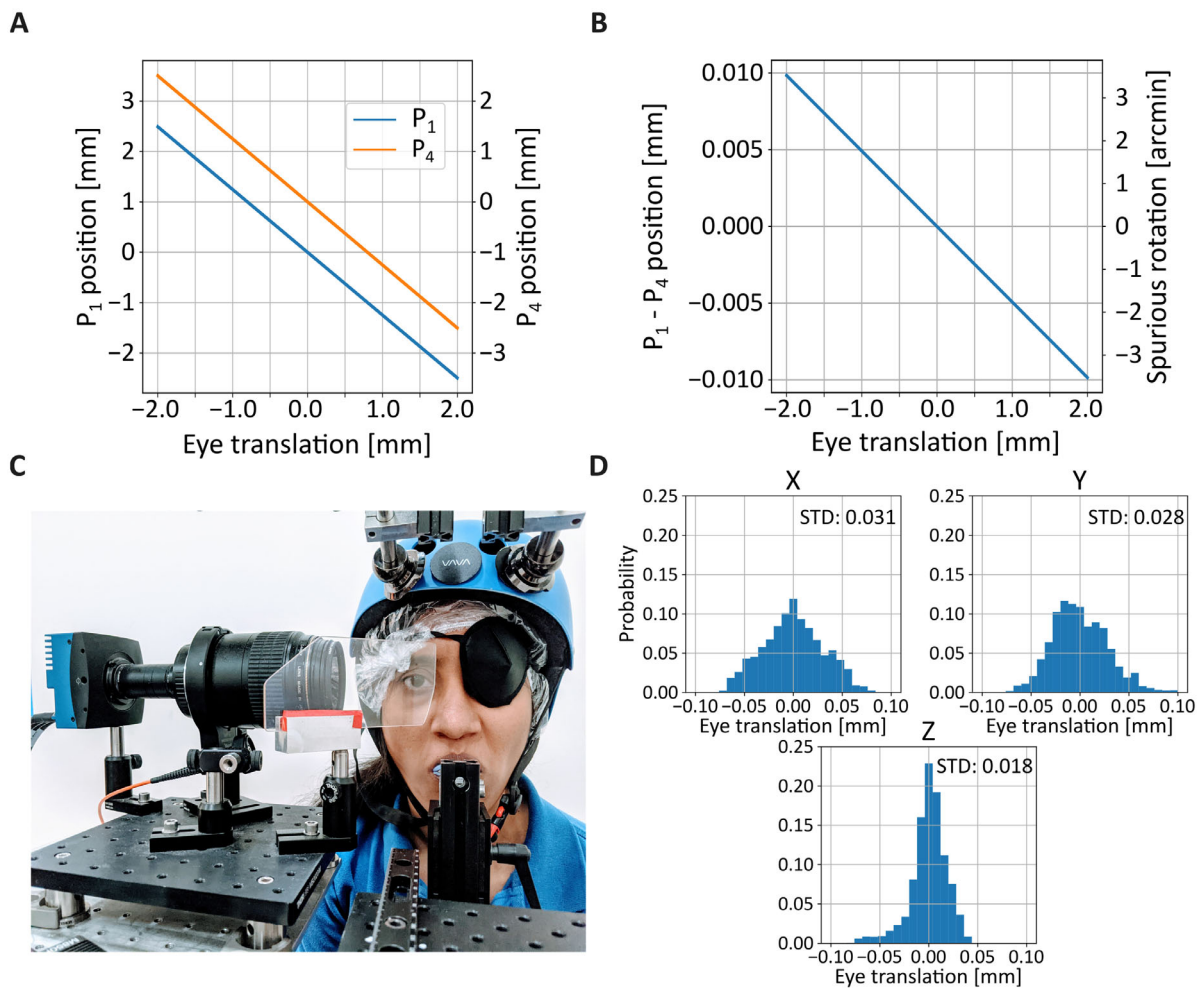 A
B
P1
P4
3
2
1
0
−1
−2
2
1
0
−1
−2
−3
P1 position [mm]
P4 position [mm]
−2.0
−1.0
0.0
1.0
2.0
Eye translation [mm]
0.010
0.005
0.000
−0.005
−0.010
3
2
1
0
−1
−2
−3
P1 - P4 position [mm]
Spurious rotation [arcmin]
−2.0
−1.0
0.0
1.0
2.0
Eye translation [mm]
C
VAVA
D
X
STD: 0.031
0.25
0.20
0.15
0.10
0.05
0.00
Probability
−0.10
−0.05
0.00
0.05
0.10
Eye translation [mm]
Y
STD: 0.028
0.25
0.20
0.15
0.10
0.05
0.00
−0.10
−0.05
0.00
0.05
0.10
Eye translation [mm]
Z
STD: 0.018
0.25
0.20
0.15
0.10
0.05
0.00
−0.10
−0.05
0.00
0.05
0.10
Eye translation [mm]